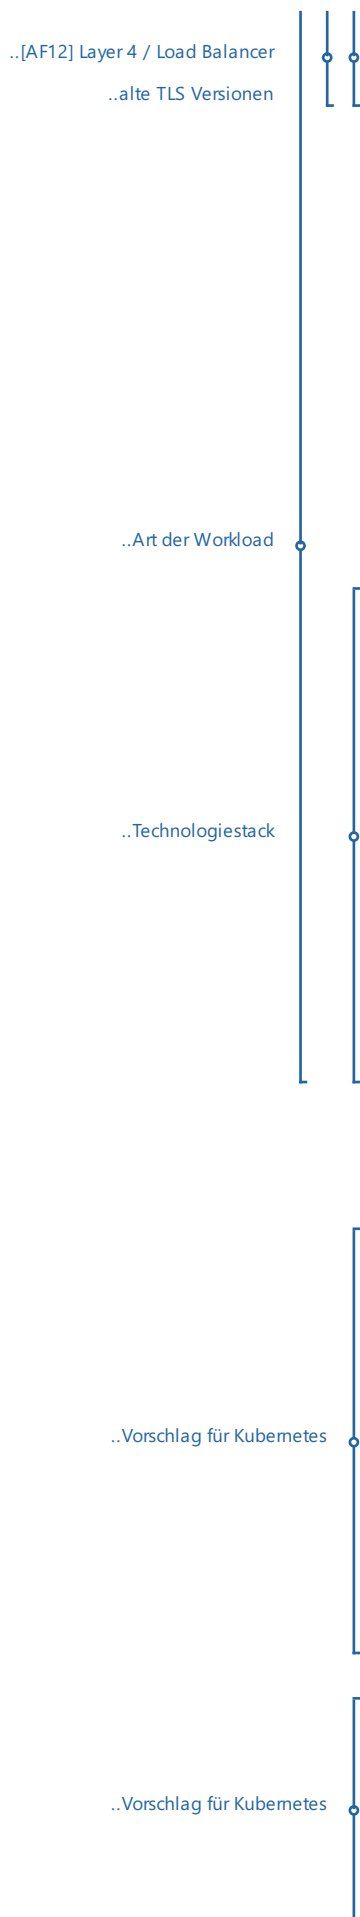 ..[AF12] Layer 4 / Load Balancer
..alte TLS Versionen
..Art der Workload
..Technologiestack
..Vorschlag für Kubernetes
..Vorschlag für Kubernetes